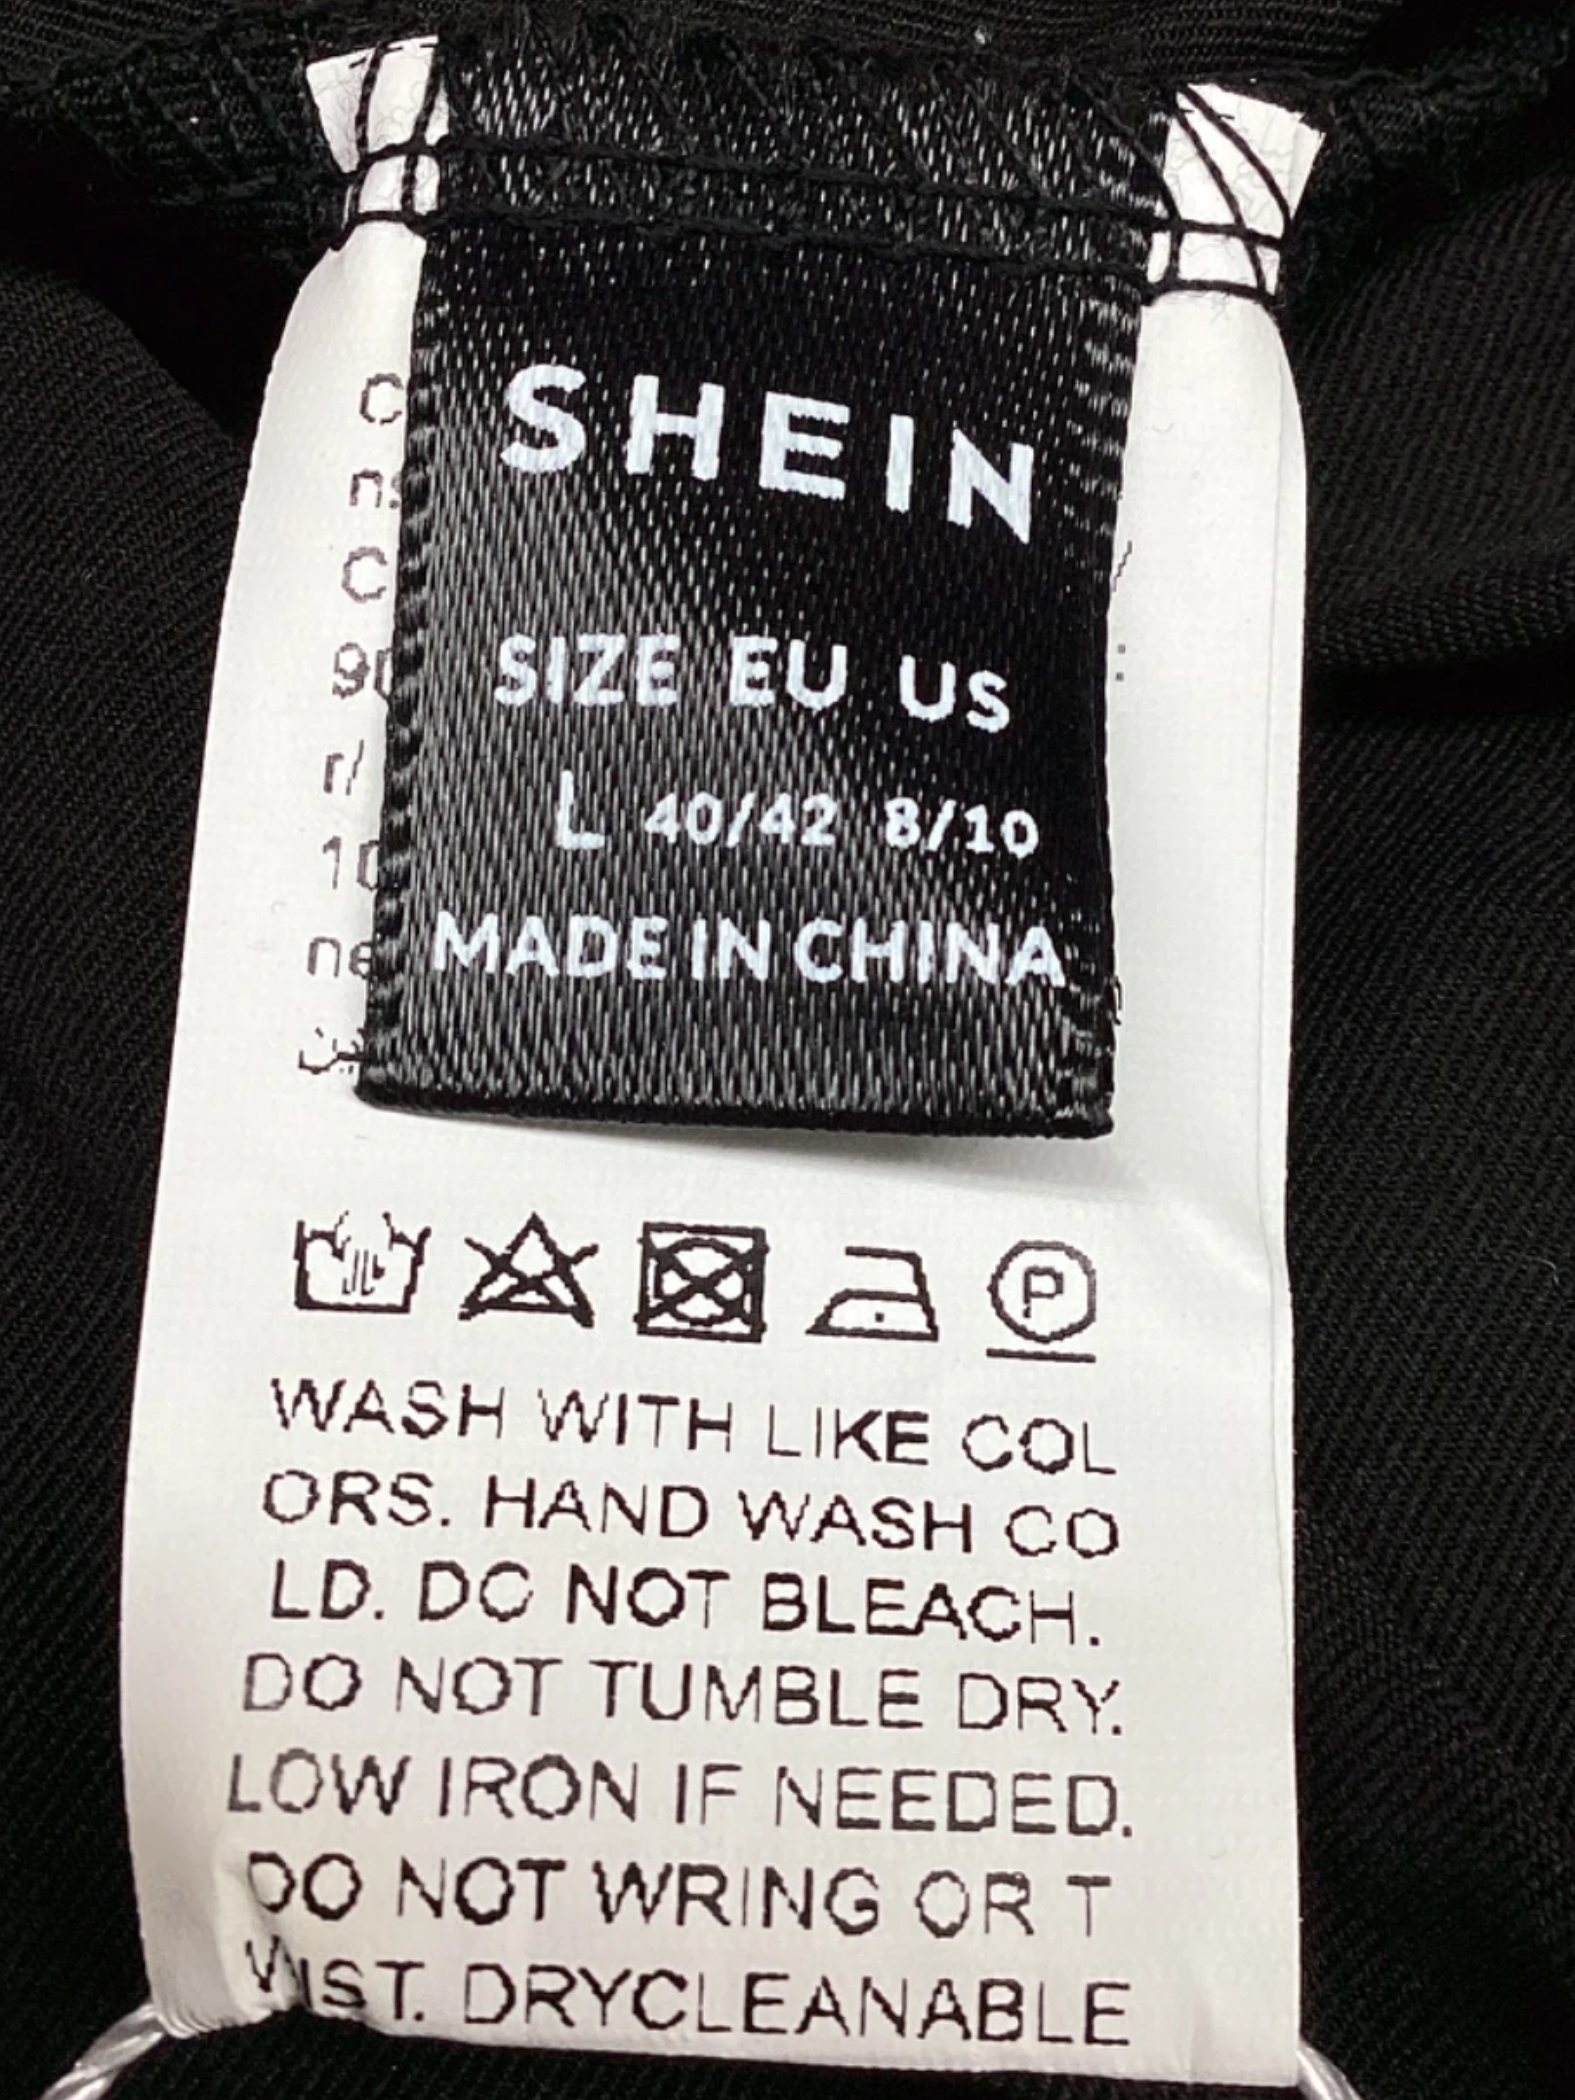 SHEIN
SIZE EU US
L 40/42 8/10
MADE IN CHINA
P
WASH WITH LIKE COL
ORS. HAND WASH CO
LD. DO NOT BLEACH.
DO NOT TUMBLE DRY.
LOW IRON IF NEEDED.
DO NOT WRING OR T
WIST. DRYCLEANABLE